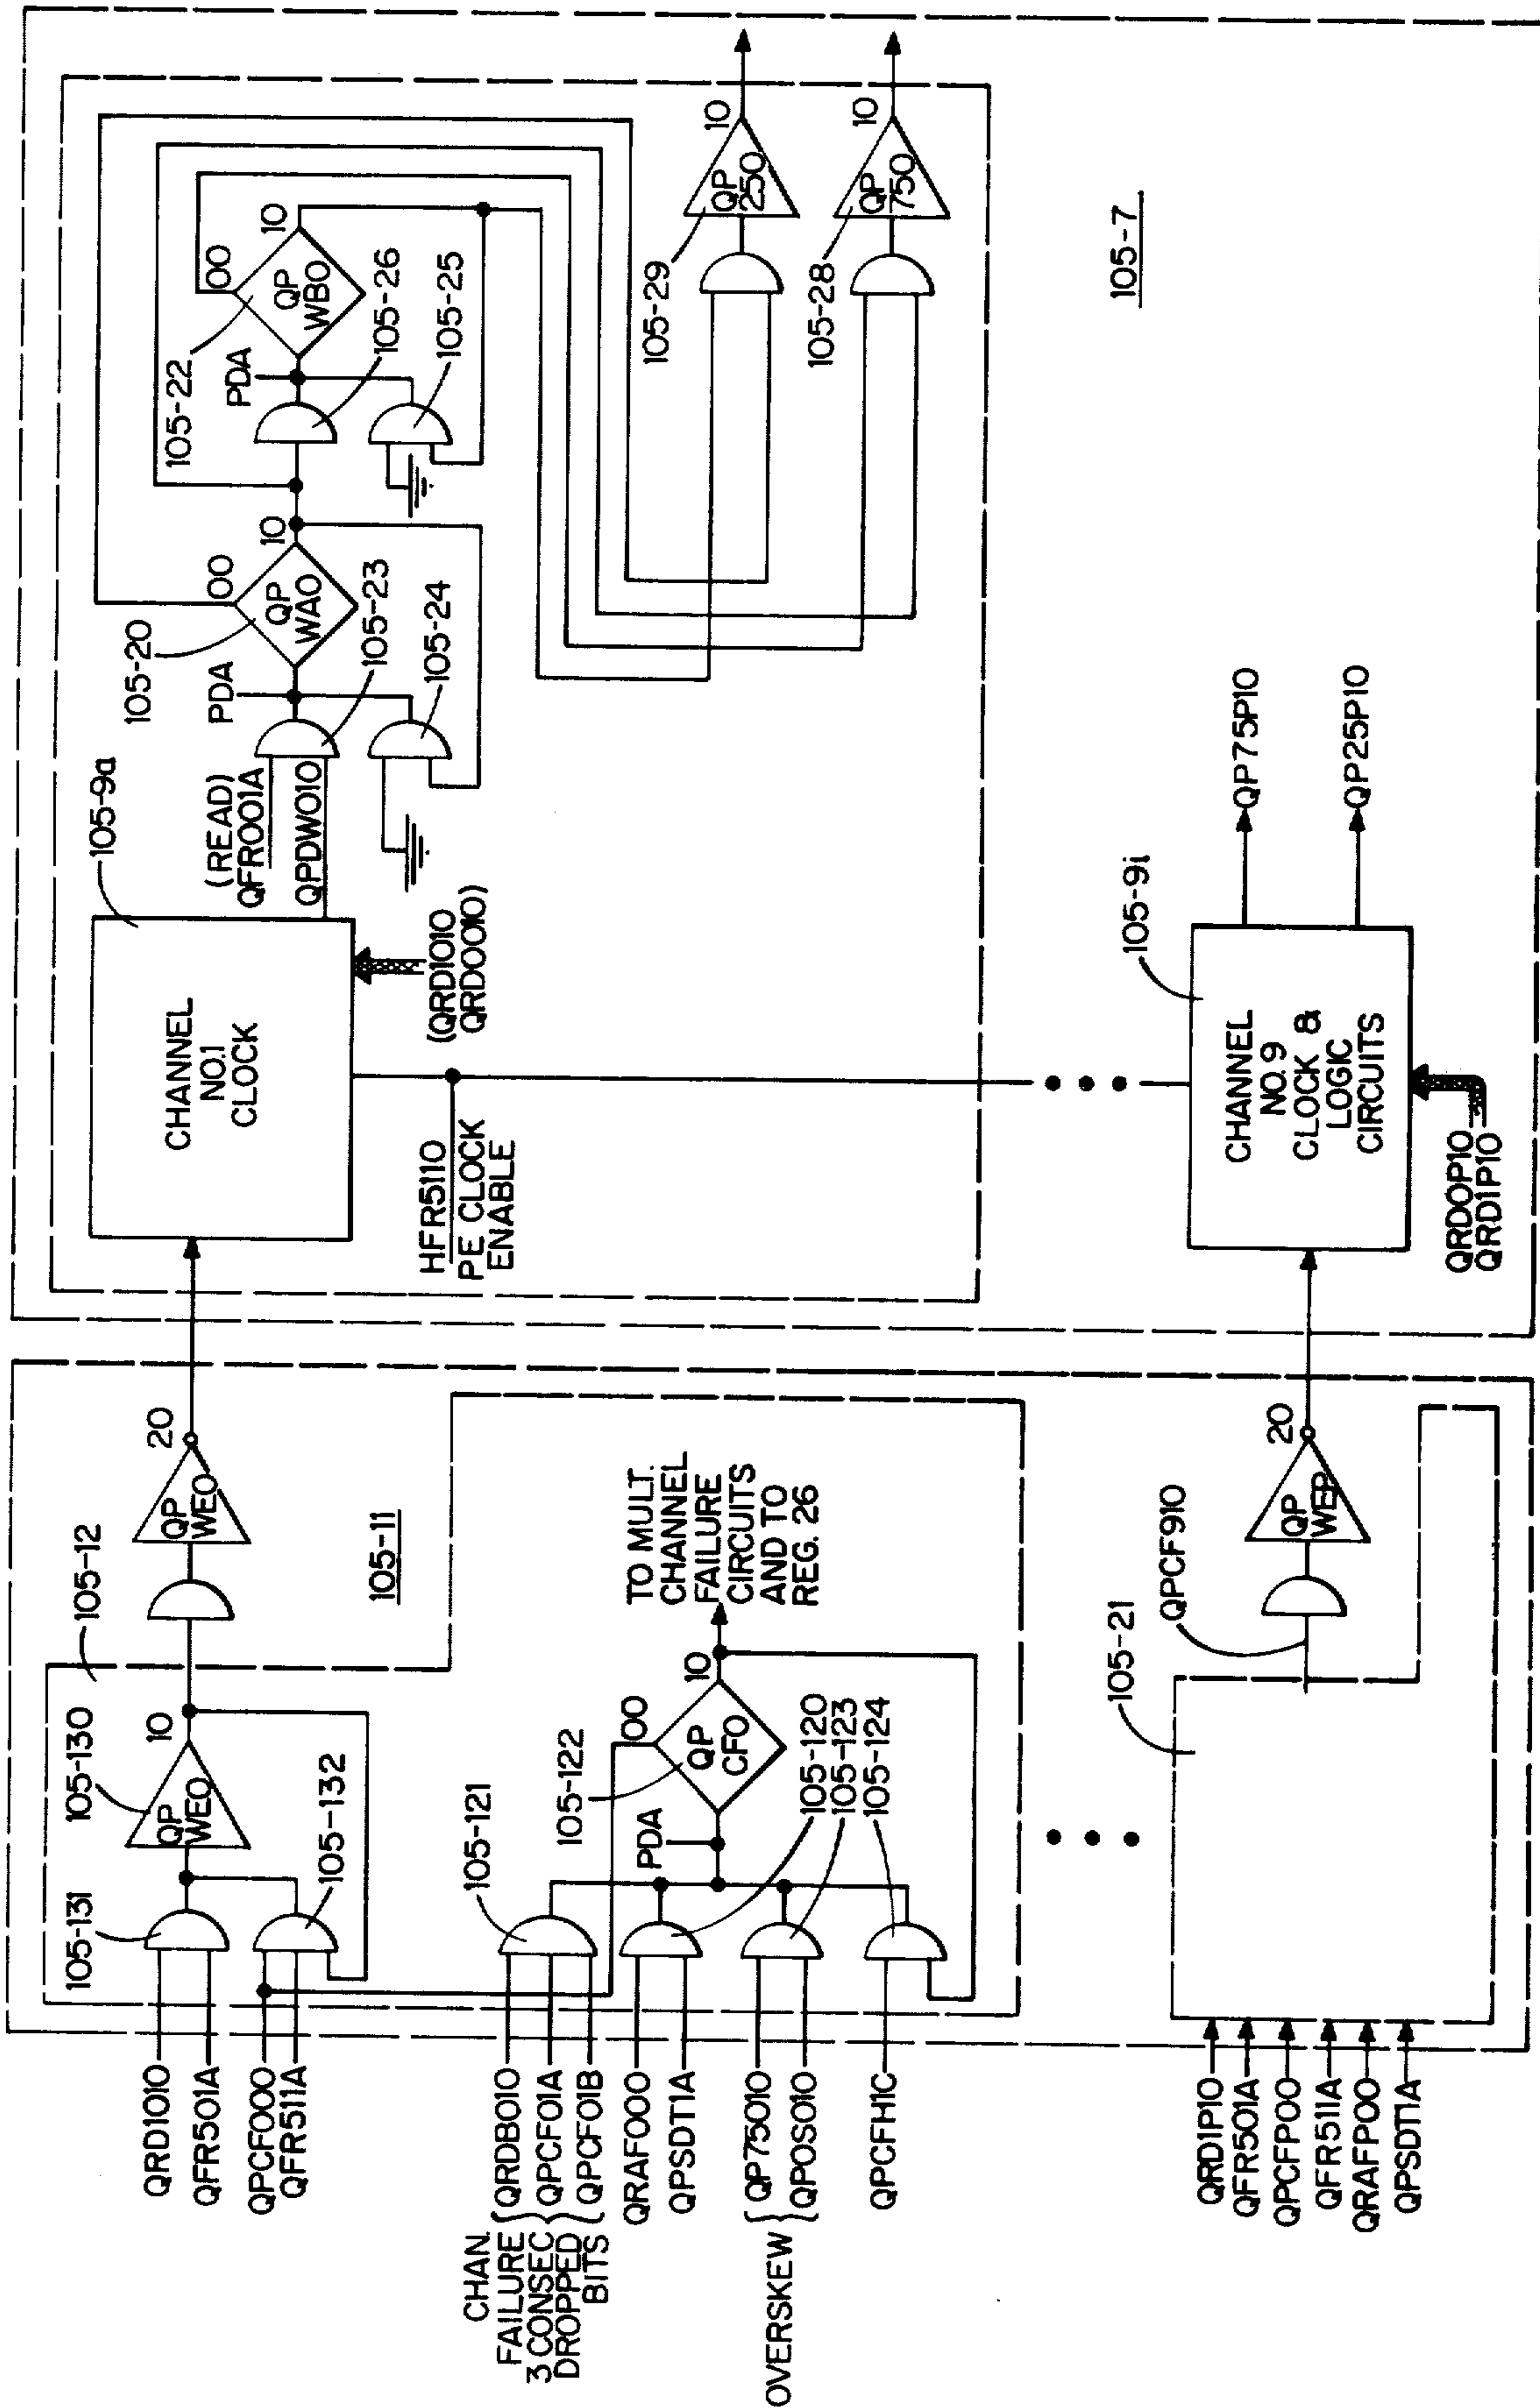 QRD1010
QFR501A
QPCF000
QFR511A
105-131
105-130
QP
WEO
10
105-132
105-12
QP
WEO
20
105-11
CHAN.
FAILURE
3 CONSEC
DROPPED
BITS
QRDB010
QPCF01A
QPCF01B
QRAF000
QPSDT1A
OVERSKEW
QP75010
QPOS010
QPCFH1C
105-121
PDA
105-122
QP
CFO
00
10
105-120
105-123
105-124
TO MULT.
CHANNEL
FAILURE
CIRCUITS
AND TO
REG. 26
QRD1P10
QFR501A
QPCFP00
QFR511A
QRAFP00
QPSDT1A
105-21
QPCF910
QP
WEP
20
CHANNEL
NO.1
CLOCK
105-9a
HFR5110
PE CLOCK
ENABLE
(QRD1010
QRD0010)
(READ)
QFR001A
QPDW010
PDA
105-20
QP
WAO
00
10
105-23
105-24
105-22
PDA
QP
WBO
00
10
105-26
105-25
105-29
QP
250
10
105-28
QP
750
10
105-7
CHANNEL
NO. 9
CLOCK &
LOGIC
CIRCUITS
105-9i
QRD0P10
QRD1P10
QP75P10
QP25P10